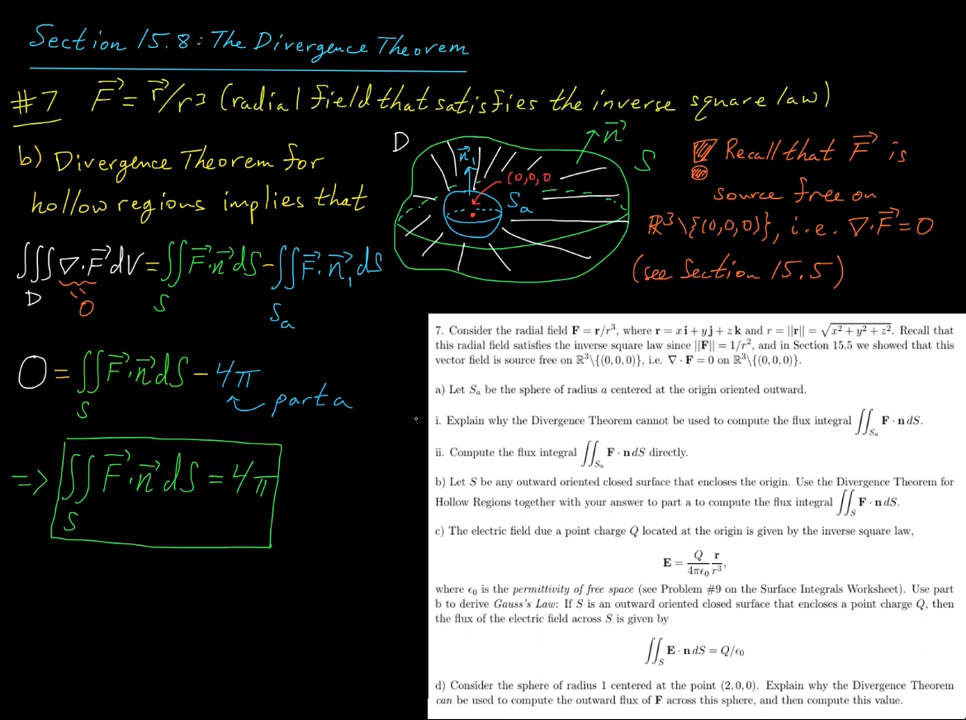 Section 15.8: The Divergence Theorem
#7 F⃗ = r⃗/r³ (radial field that satisfies the inverse square law)
b) Divergence Theorem for
hollow regions implies that
∭_D ∇·F⃗ dV = ∬_S F⃗·n⃗ dS − ∬_{Sa} F⃗·n⃗₁ dS
0
0 = ∬_S F⃗·n⃗ dS − 4π
part a
=> ∬_S F⃗·n⃗ dS = 4π
D
n⃗
S
n⃗₁
(0,0,0
Sa
! Recall that F⃗ is
source free on
ℝ³\{(0,0,0)}, i.e. ∇·F⃗ = 0
(see Section 15.5)
7. Consider the radial field F = r/r³, where r = x i + y j + z k and r = ||r|| = √(x² + y² + z²). Recall that
this radial field satisfies the inverse square law since ||F|| = 1/r², and in Section 15.5 we showed that this
vector field is source free on ℝ³\{(0,0,0)}, i.e. ∇ · F = 0 on ℝ³\{(0,0,0)}.
a) Let Sₐ be the sphere of radius a centered at the origin oriented outward.
i. Explain why the Divergence Theorem cannot be used to compute the flux integral ∬_{Sₐ} F · n dS.
ii. Compute the flux integral ∬_{Sₐ} F · n dS directly.
b) Let S be any outward oriented closed surface that encloses the origin. Use the Divergence Theorem for
Hollow Regions together with your answer to part a to compute the flux integral ∬_S F · n dS.
c) The electric field due a point charge Q located at the origin is given by the inverse square law,
E = Q/(4πϵ₀) r/r³,
where ϵ₀ is the permittivity of free space (see Problem #9 on the Surface Integrals Worksheet). Use part
b to derive Gauss's Law: If S is an outward oriented closed surface that encloses a point charge Q, then
the flux of the electric field across S is given by
∬_S E · n dS = Q/ϵ₀
d) Consider the sphere of radius 1 centered at the point (2, 0, 0). Explain why the Divergence Theorem
can be used to compute the outward flux of F across this sphere, and then compute this value.